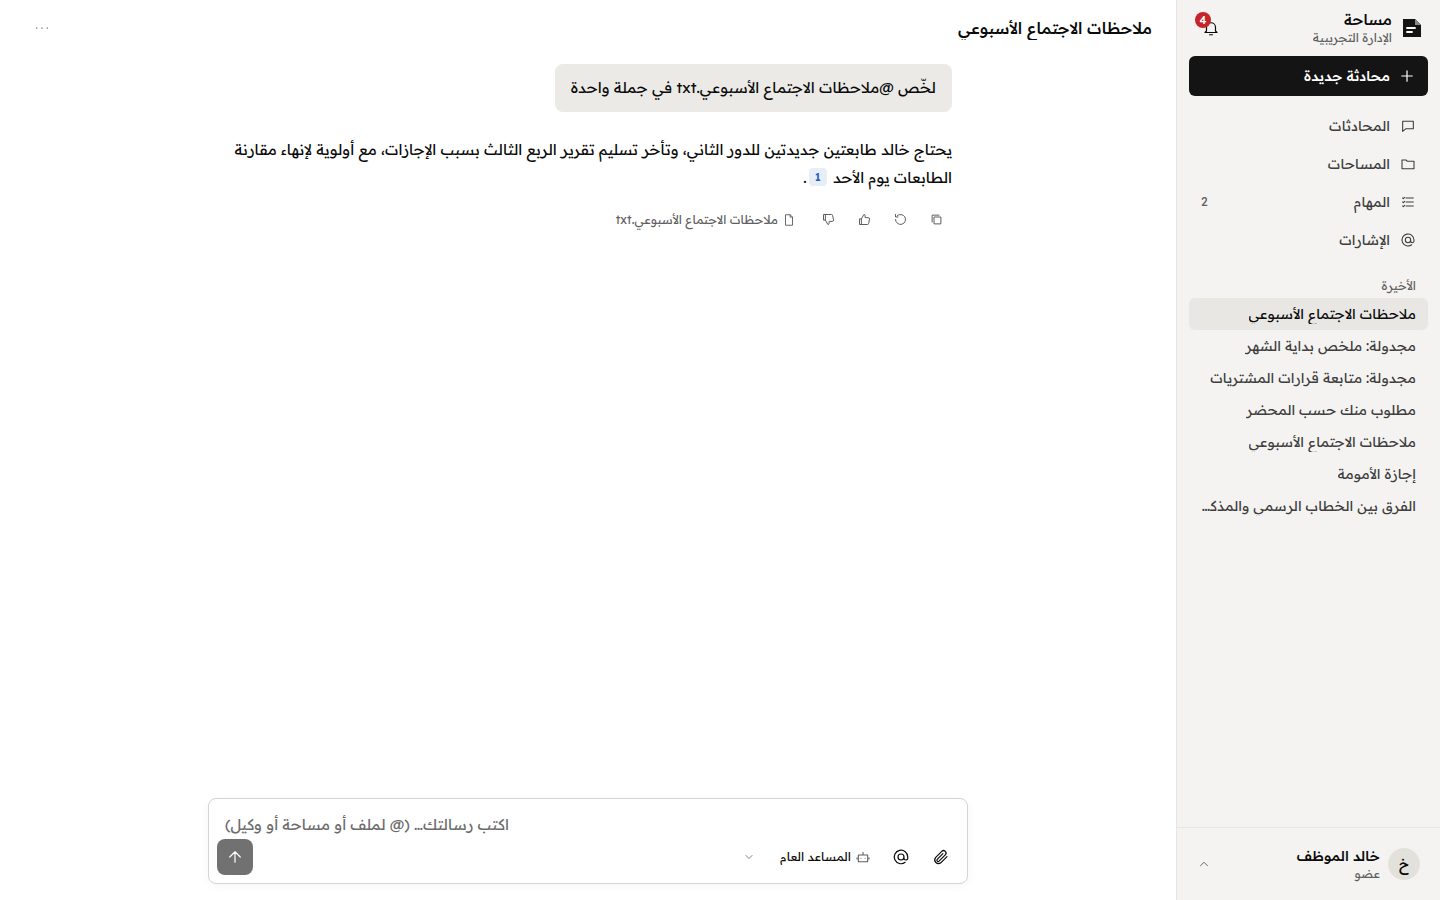 مساحة
الإدارة التجريبية
4
محادثة جديدة
المحادثات
المساحات
المهام 2
الإشارات
الأخيرة
ملاحظات الاجتماع الأسبوعي
مجدولة: ملخص بداية الشهر
مجدولة: متابعة قرارات المشتريات
مطلوب منك حسب المحضر
ملاحظات الاجتماع الأسبوعي
إجازة الأمومة
الفرق بين الخطاب الرسمي والمذكـ...
خ
خالد الموظف
عضو
ملاحظات الاجتماع الأسبوعي
...
لخّص @ملاحظات الاجتماع الأسبوعي.txt في جملة واحدة
يحتاج خالد طابعتين جديدتين للدور الثاني، وتأخر تسليم تقرير الربع الثالث بسبب الإجازات، مع أولوية لإنهاء مقارنة
الطابعات يوم الأحد 1 .
ملاحظات الاجتماع الأسبوعي.txt
اكتب رسالتك... (@ لملف أو مساحة أو وكيل)
المساعد العام